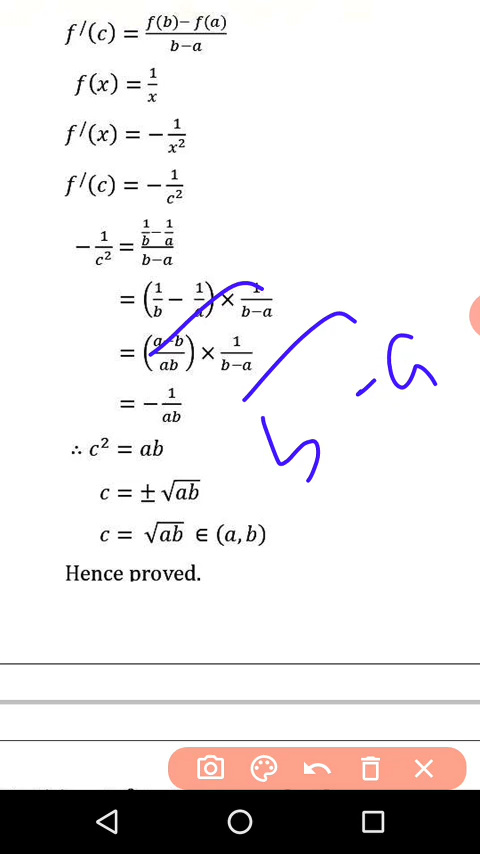 f′(c) = f(b)− f(a) / b−a
f(x) = 1/x
f′(x) = − 1/x²
f′(c) = − 1/c²
− 1/c² = (1/b − 1/a) / b−a
= (1/b − 1/a) × 1/b−a
= (a−b / ab) × 1/b−a
= − 1/ab
∴ c² = ab
c = ± √ab
c = √ab ∈ (a, b)
Hence proved.
b - a